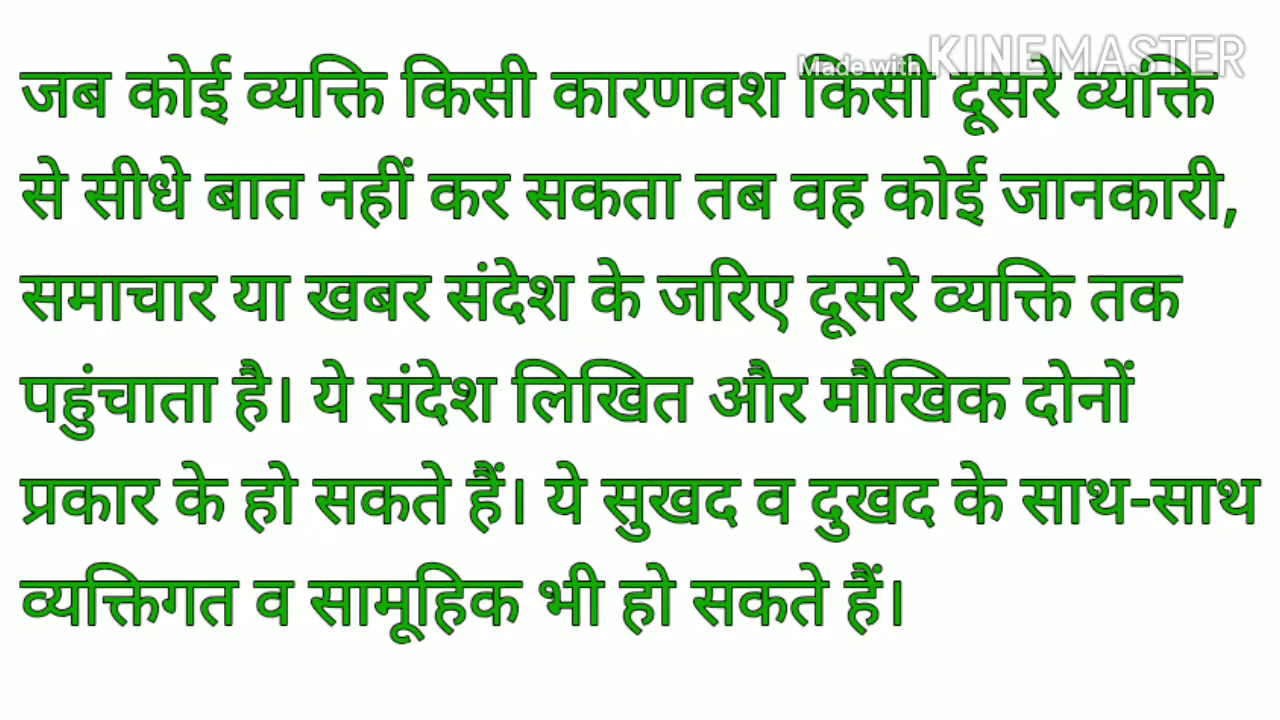 Made with KINEMASTER
जब कोई व्यक्ति किसी कारणवश किसी दूसरे व्यक्ति
से सीधे बात नहीं कर सकता तब वह कोई जानकारी,
समाचार या खबर संदेश के जरिए दूसरे व्यक्ति तक
पहुंचाता है। ये संदेश लिखित और मौखिक दोनों
प्रकार के हो सकते हैं। ये सुखद व दुखद के साथ-साथ
व्यक्तिगत व सामूहिक भी हो सकते हैं।